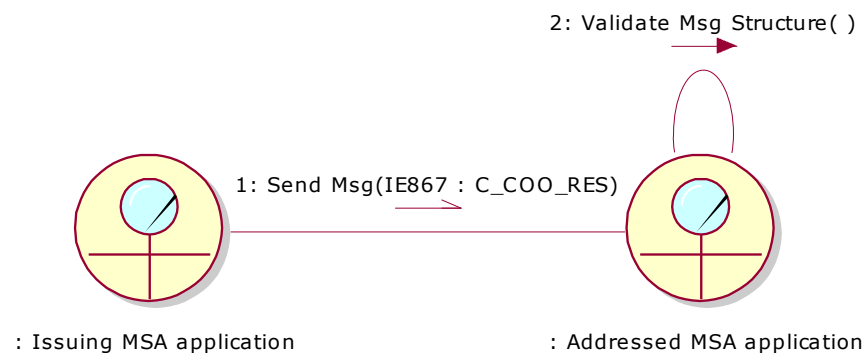 2: Validate Msg Structure( )
1: Send Msg(IE867 : C_COO_RES)
: Issuing MSA application
: Addressed MSA application